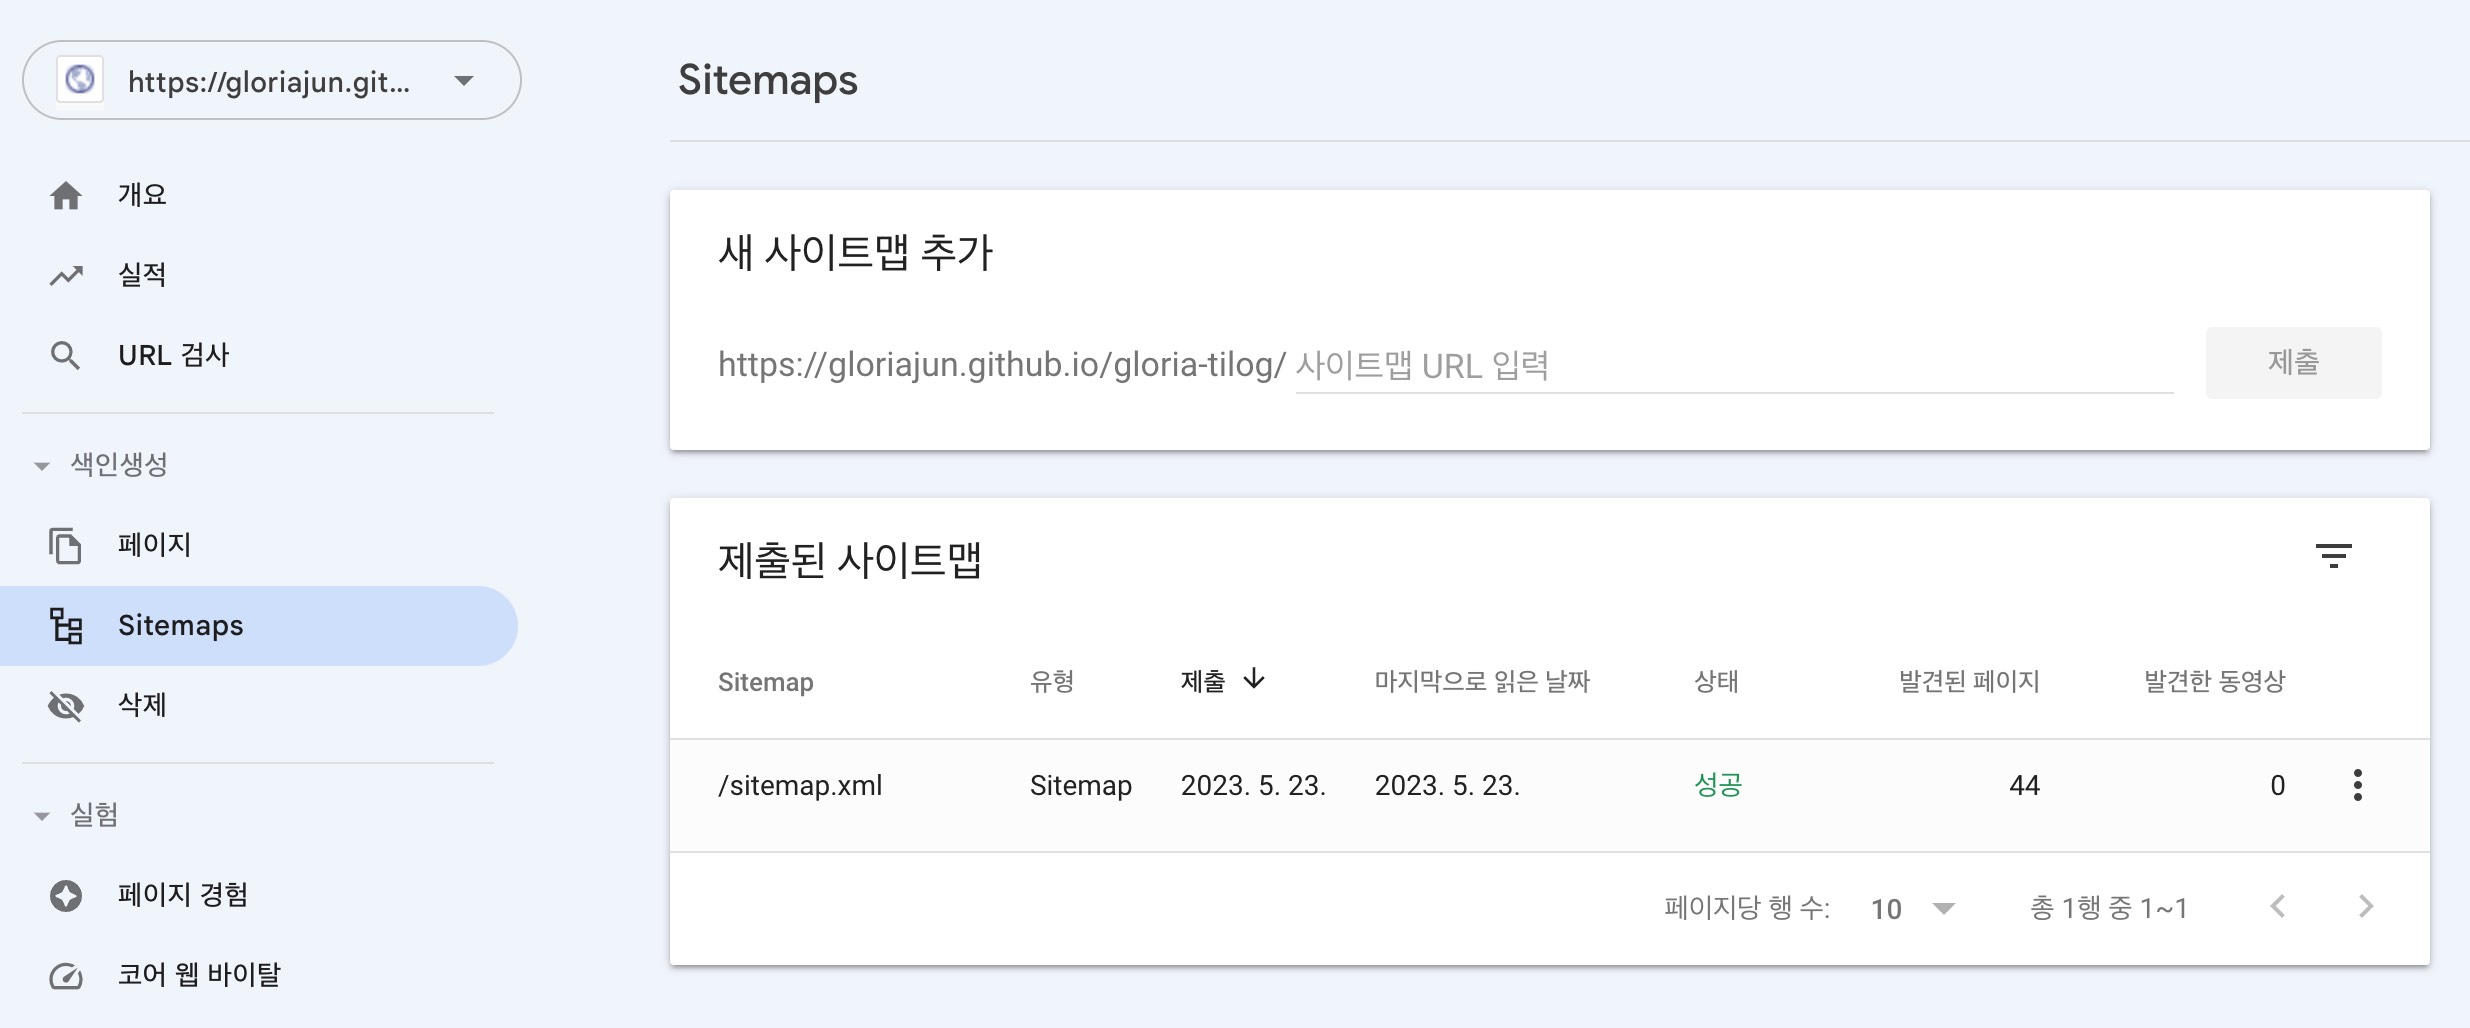 https://gloriajun.git...
개요
실적
URL 검사
색인생성
페이지
Sitemaps
삭제
실험
페이지 경험
코어 웹 바이탈
Sitemaps
새 사이트맵 추가
https://gloriajun.github.io/gloria-tilog/ 사이트맵 URL 입력 제출
제출된 사이트맵
Sitemap 유형 제출 마지막으로 읽은 날짜 상태 발견된 페이지 발견한 동영상
/sitemap.xml Sitemap 2023. 5. 23. 2023. 5. 23. 성공 44 0
페이지당 행 수: 10 총 1행 중 1~1